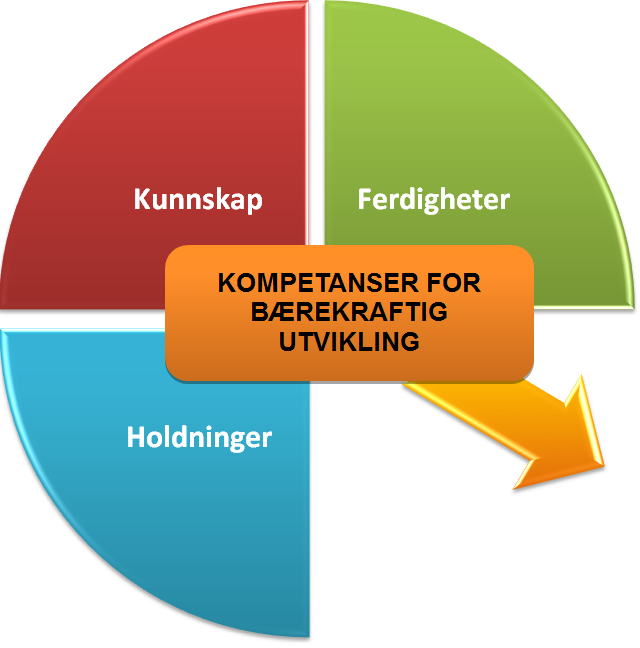 Kunnskap
Ferdigheter
KOMPETANSER FOR
BÆREKRAFTIG
UTVIKLING
Holdninger